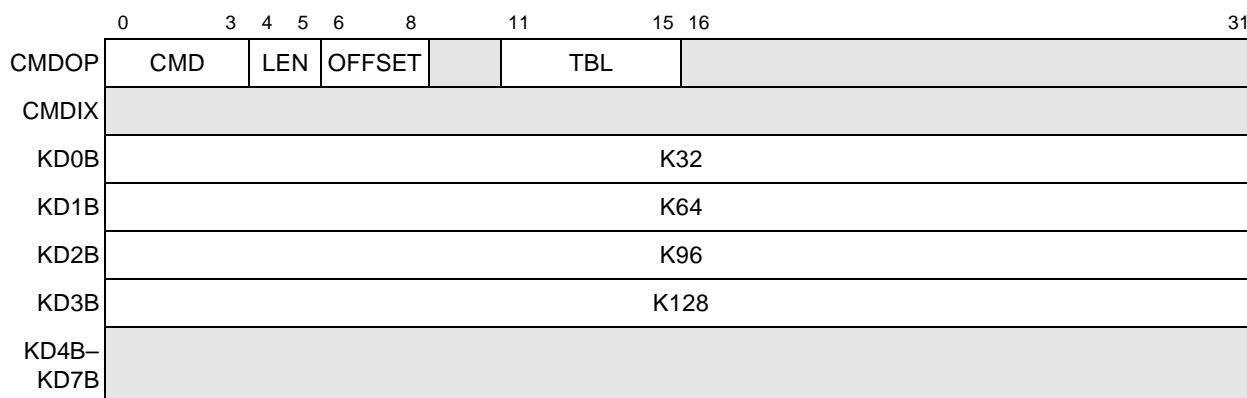 0 3 4 5 6 8 11 15 16 31
CMDOP CMD LEN OFFSET TBL
CMDIX
KD0B K32
KD1B K64
KD2B K96
KD3B K128
KD4B–
KD7B